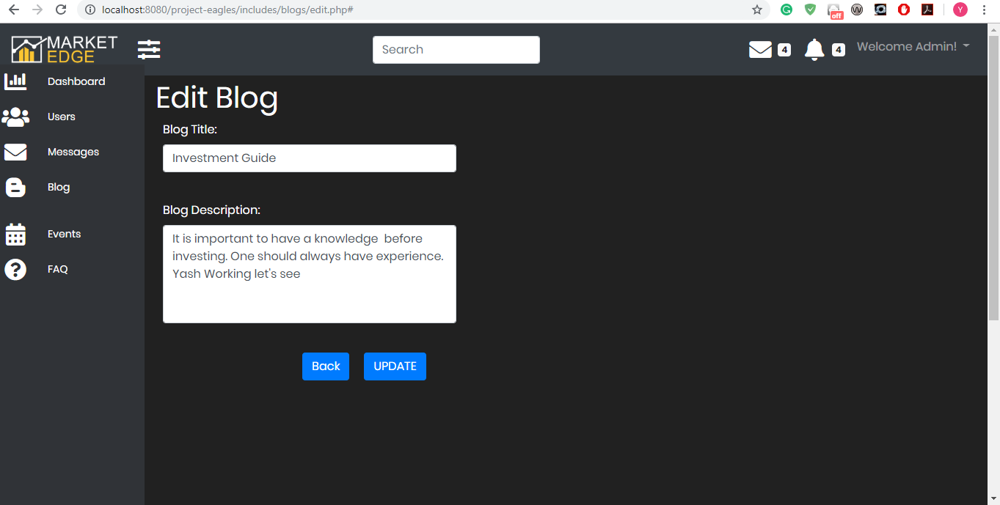 localhost:8080/project-eagles/includes/blogs/edit.php#
off
Y
MARKET
EDGE
Search
4
4
Welcome Admin!
Dashboard
Users
Messages
Blog
Events
FAQ
Edit Blog
Blog Title:
Investment Guide
Blog Description:
It is important to have a knowledge  before
investing. One should always have experience.
Yash Working let's see
Back
UPDATE